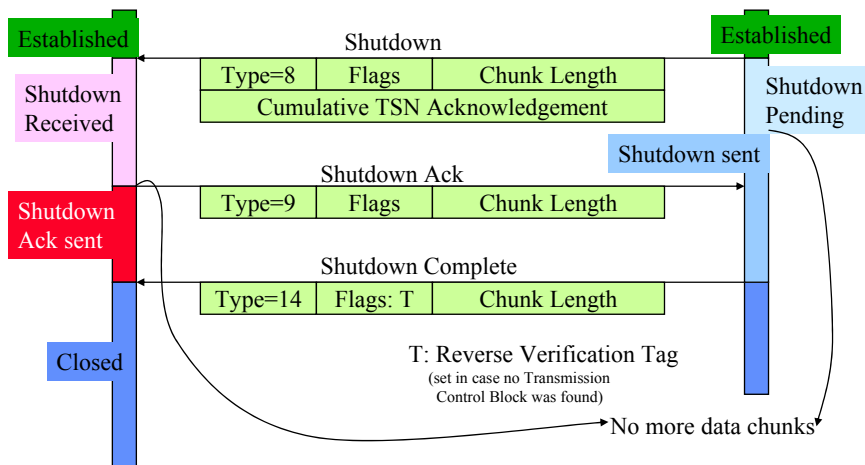 Established
Shutdown
Established
Type=8 Flags Chunk Length
Cumulative TSN Acknowledgement
Shutdown
Received
Shutdown
Pending
Shutdown sent
Shutdown Ack
Type=9 Flags Chunk Length
Shutdown
Ack sent
Shutdown Complete
Type=14 Flags: T Chunk Length
Closed
T: Reverse Verification Tag
(set in case no Transmission
Control Block was found)
No more data chunks